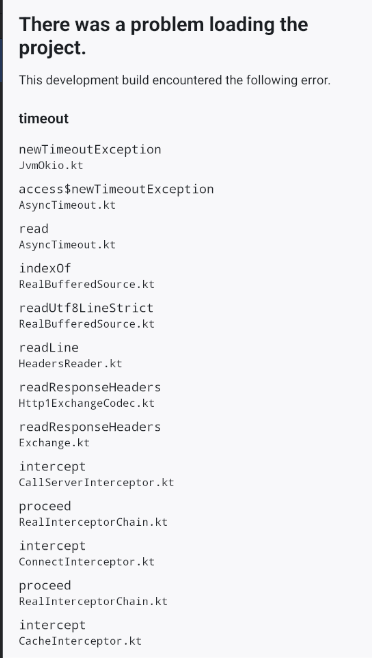 There was a problem loading the
project.
This development build encountered the following error.
timeout
newTimeoutException
JvmOkio.kt
access$newTimeoutException
AsyncTimeout.kt
read
AsyncTimeout.kt
indexOf
RealBufferedSource.kt
readUtf8LineStrict
RealBufferedSource.kt
readLine
HeadersReader.kt
readResponseHeaders
Http1ExchangeCodec.kt
readResponseHeaders
Exchange.kt
intercept
CallServerInterceptor.kt
proceed
RealInterceptorChain.kt
intercept
ConnectInterceptor.kt
proceed
RealInterceptorChain.kt
intercept
CacheInterceptor.kt